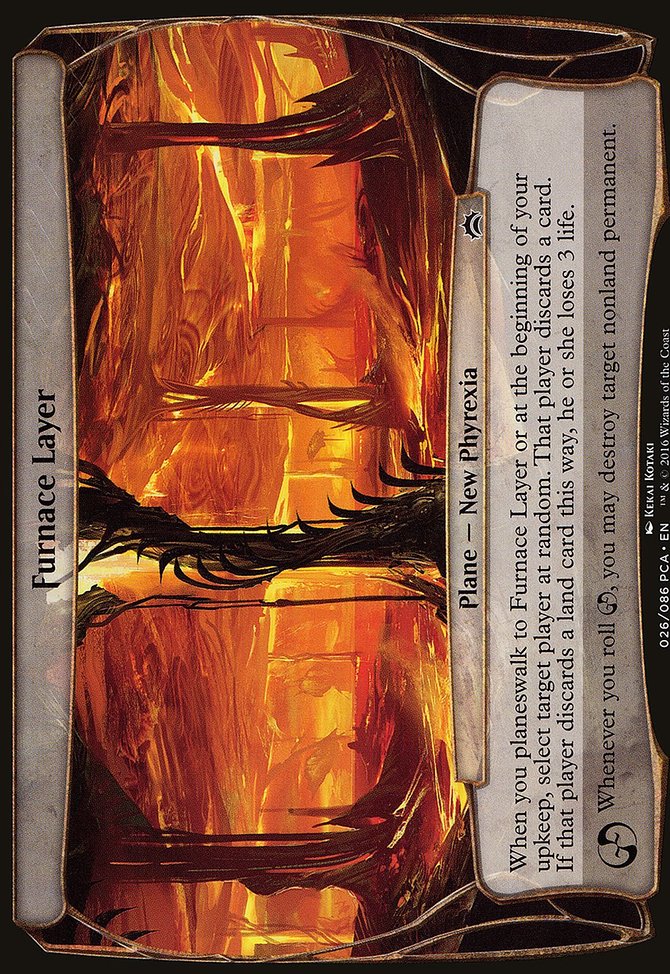 Furnace Layer
Plane — New Phyrexia
When you planeswalk to Furnace Layer or at the beginning of your
upkeep, select target player at random. That player discards a card.
If that player discards a land card this way, he or she loses 3 life.
Whenever you roll , you may destroy target nonland permanent.
KEKAI KOTAKI
026/086 PCA • EN ™ & © 2016 Wizards of the Coast